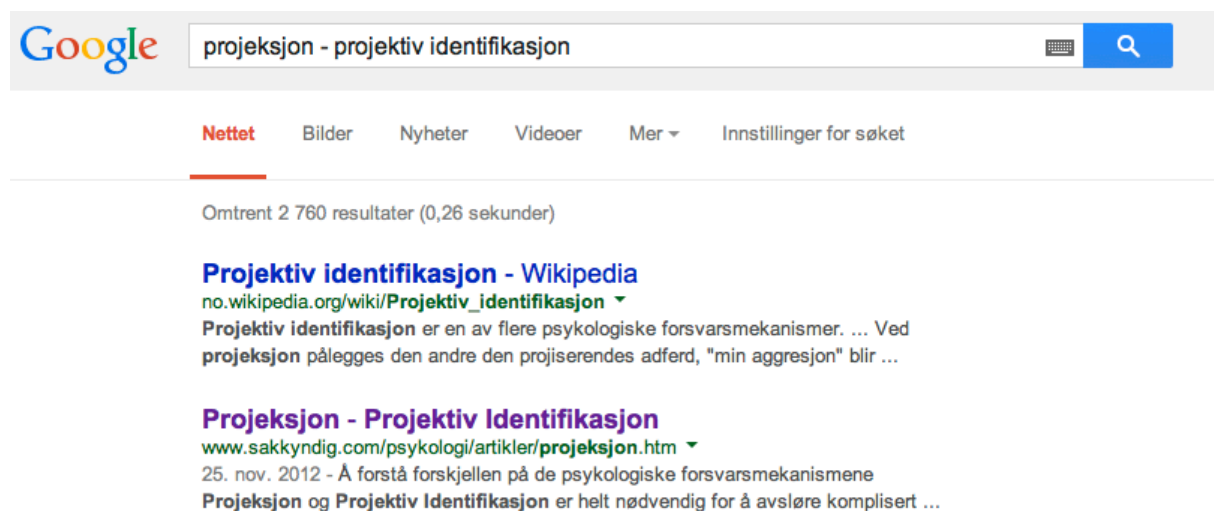 Google projeksjon - projektiv identifikasjon
Nettet Bilder Nyheter Videoer Mer Innstillinger for søket
Omtrent 2 760 resultater (0,26 sekunder)
Projektiv identifikasjon - Wikipedia
no.wikipedia.org/wiki/Projektiv_identifikasjon
Projektiv identifikasjon er en av flere psykologiske forsvarsmekanismer. ... Ved
projeksjon pålegges den andre den projiserendes adferd, "min aggresjon" blir ...
Projeksjon - Projektiv Identifikasjon
www.sakkyndig.com/psykologi/artikler/projeksjon.htm
25. nov. 2012 - Å forstå forskjellen på de psykologiske forsvarsmekanismene
Projeksjon og Projektiv Identifikasjon er helt nødvendig for å avsløre komplisert ...